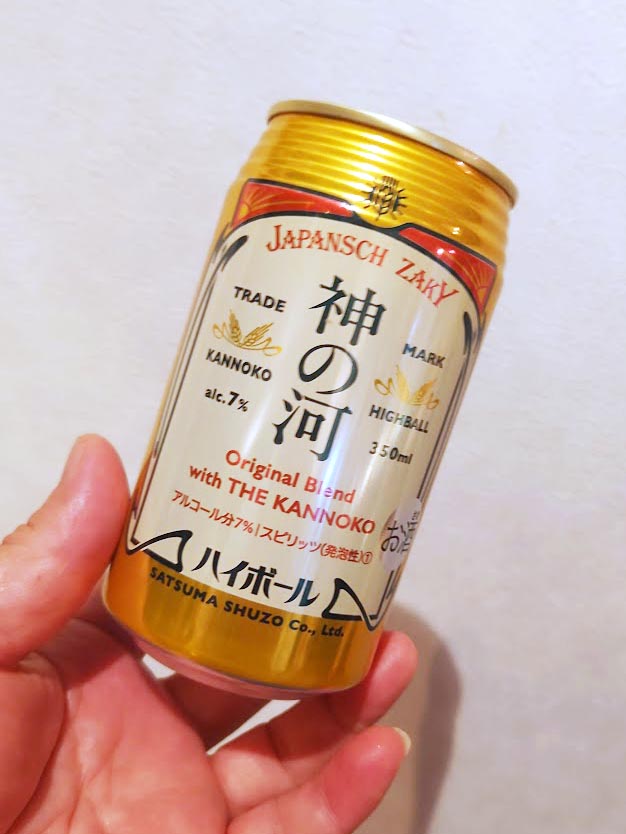 JAPANSCH ZAKY
TRADE
MARK
神の河
KANNOKO
HIGHBALL
alc.7%
350ml
Original Blend
with THE KANNOKO
アルコール分7%|スピリッツ(発泡性)①
お酒
ハイボール
SATSUMA SHUZO Co., Ltd.